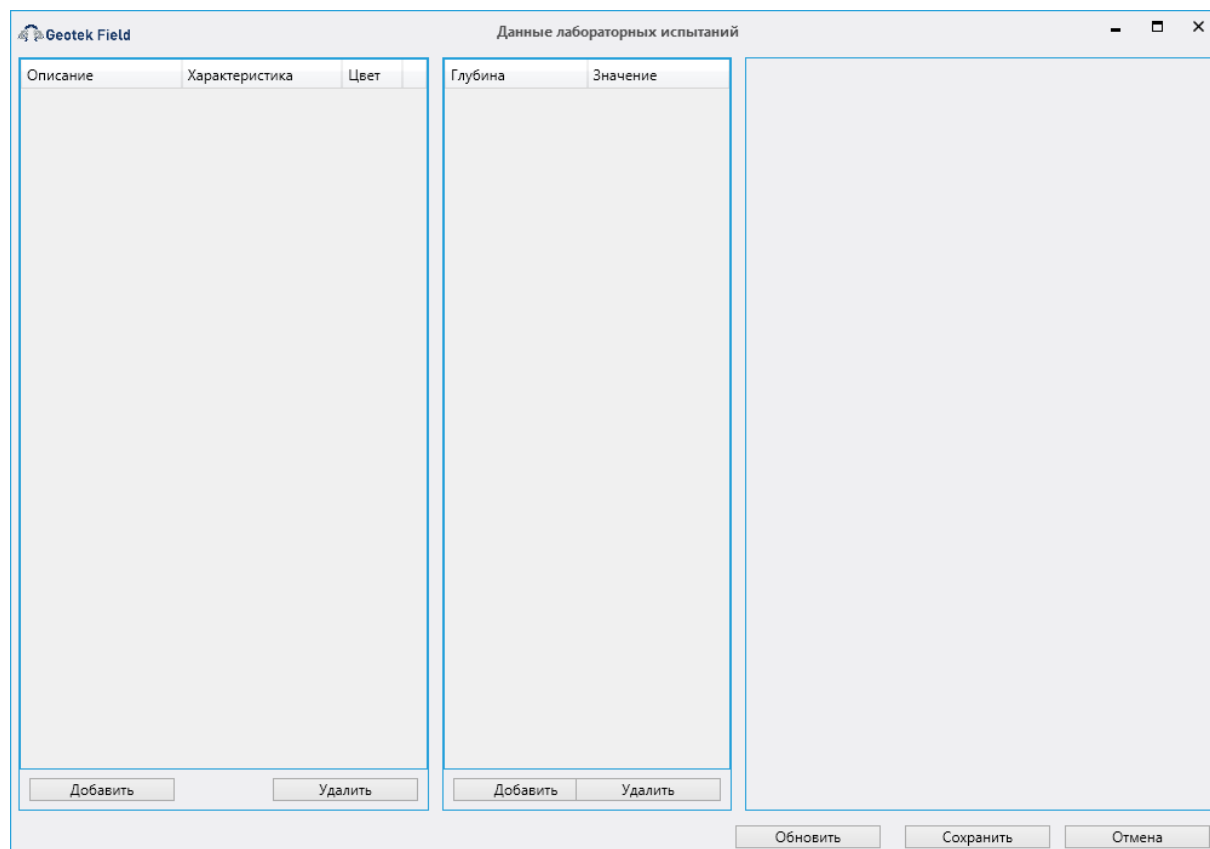 Geotek Field
Данные лабораторных испытаний
Описание Характеристика Цвет
Глубина Значение
Добавить Удалить
Добавить Удалить
Обновить Сохранить Отмена